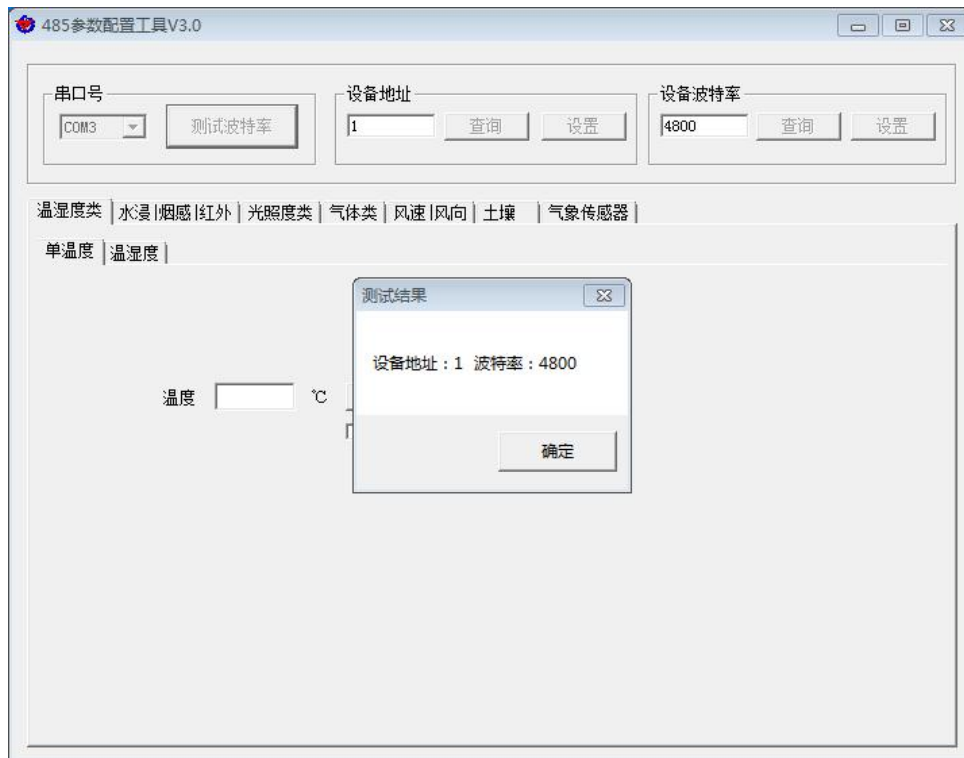 485参数配置工具V3.0
串口号
设备地址
设备波特率
COM3
测试波特率
1
查询
设置
4800
查询
设置
温湿度类
水浸|烟感|红外
光照度类
气体类
风速|风向
土壤
气象传感器
单温度
温湿度
测试结果
设备地址：1 波特率：4800
温度
℃
确定